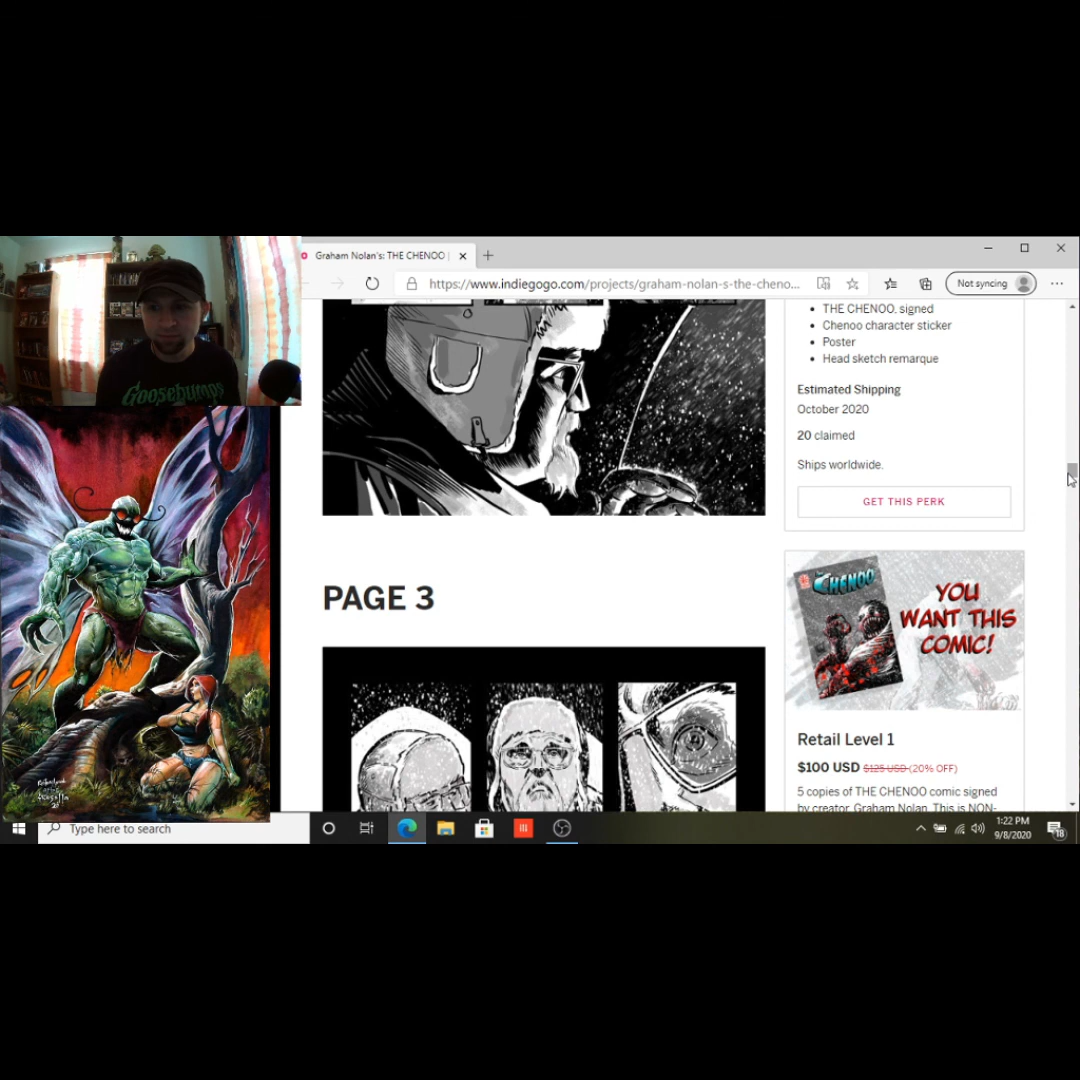 Graham Nolan's: THE CHENOO |
https://www.indiegogo.com/projects/graham-nolan-s-the-cheno...
Not syncing
Goosebumps
THE CHENOO. signed
Chenoo character sticker
Poster
Head sketch remarque
Estimated Shipping
October 2020
20 claimed
Ships worldwide.
GET THIS PERK
PAGE 3
CHENOO
YOU
WANT THIS
COMIC!
Retail Level 1
$100 USD $125 USD (20% OFF)
5 copies of THE CHENOO comic signed
by creator, Graham Nolan. This is NON-
Type here to search
1:22 PM
9/8/2020
18